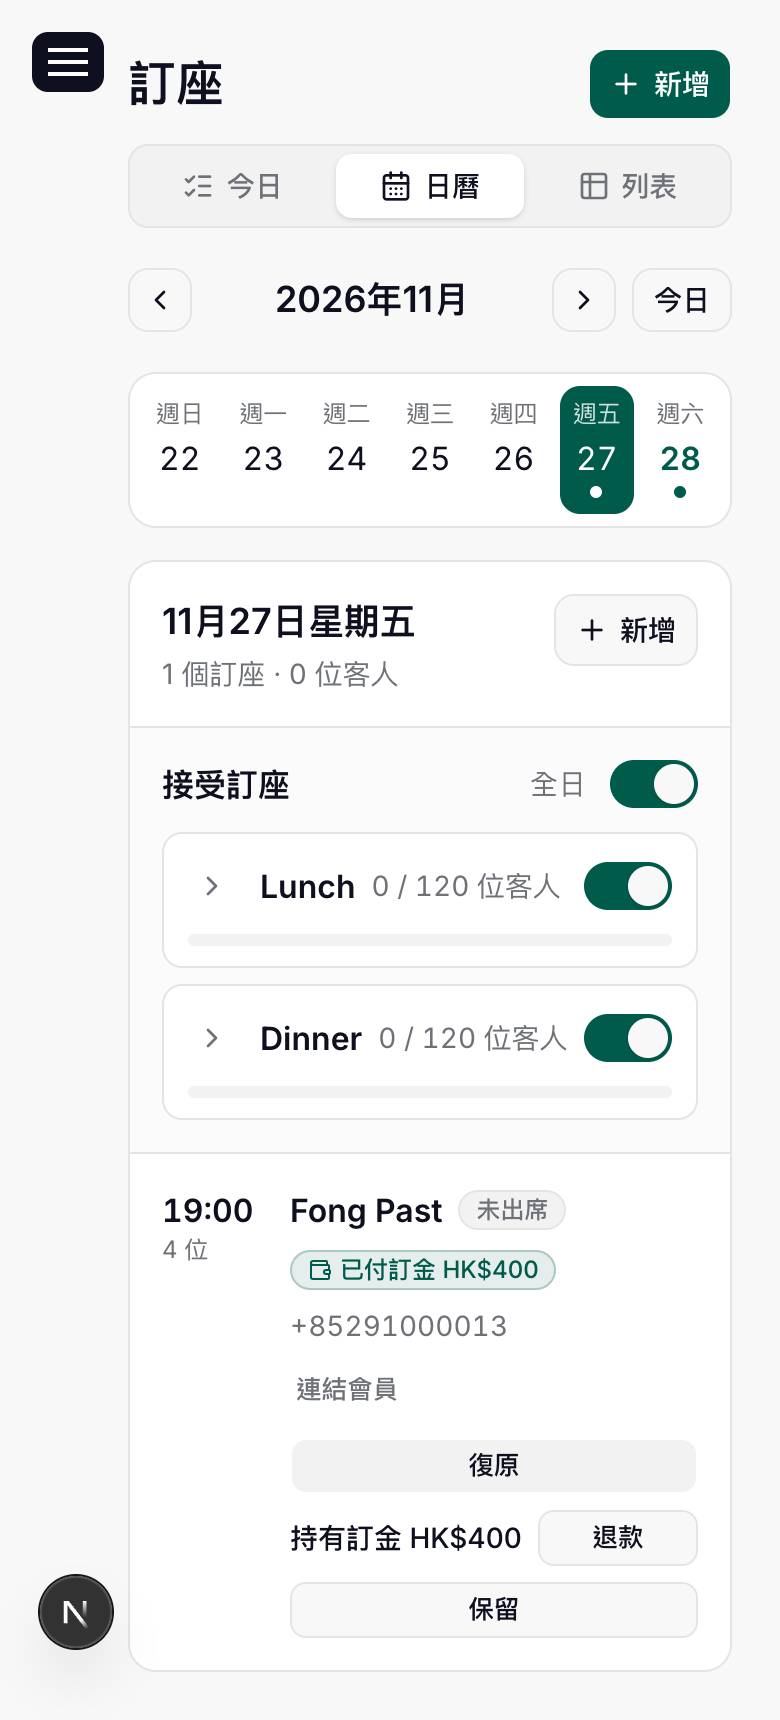 訂座
新增
今日
日曆
列表
2026年11月
今日
週日 週一 週二 週三 週四 週五 週六
22 23 24 25 26 27 28
11月27日星期五
新增
1 個訂座 · 0 位客人
接受訂座
全日
Lunch 0 / 120 位客人
Dinner 0 / 120 位客人
19:00
4 位
Fong Past
未出席
已付訂金 HK$400
+85291000013
連結會員
復原
持有訂金 HK$400
退款
保留
N